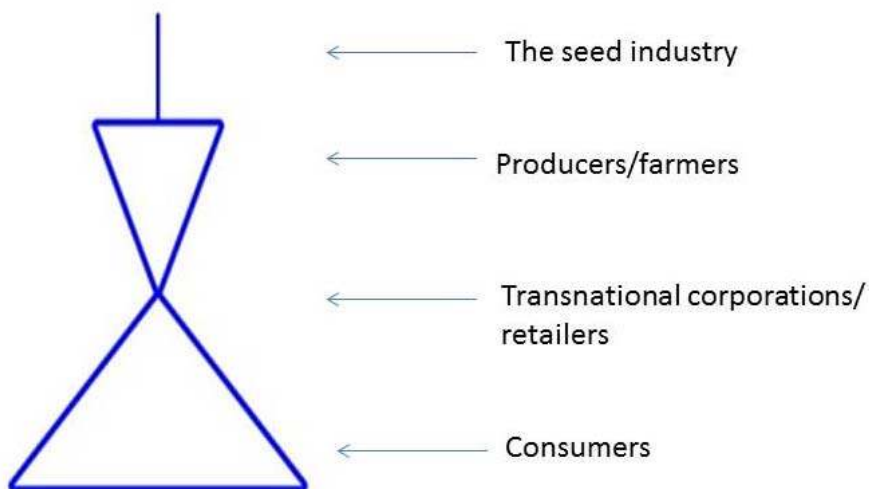 The seed industry
Producers/farmers
Transnational corporations/
retailers
Consumers